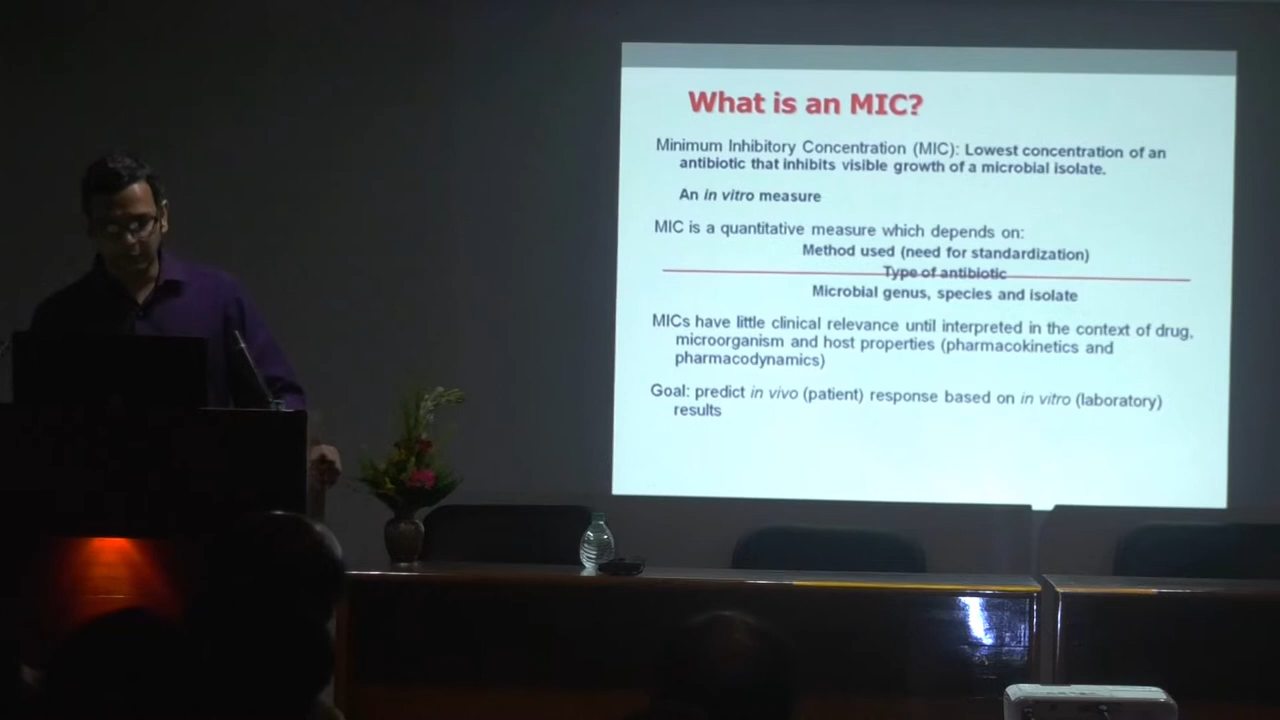 What is an MIC?
Minimum Inhibitory Concentration (MIC): Lowest concentration of an
antibiotic that inhibits visible growth of a microbial isolate.
An in vitro measure
MIC is a quantitative measure which depends on:
Method used (need for standardization)
Type of antibiotic
Microbial genus, species and isolate
MICs have little clinical relevance until interpreted in the context of drug,
microorganism and host properties (pharmacokinetics and
pharmacodynamics)
Goal: predict in vivo (patient) response based on in vitro (laboratory)
results